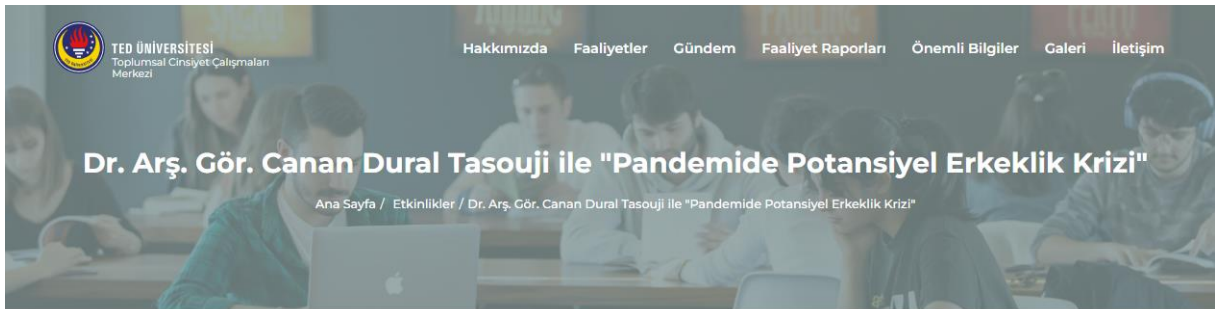 TED ÜNİVERSİTESİ
Toplumsal Cinsiyet Çalışmaları
Merkezi
Hakkımızda Faaliyetler Gündem Faaliyet Raporları Önemli Bilgiler Galeri İletişim
Dr. Arş. Gör. Canan Dural Tasouji ile "Pandemide Potansiyel Erkeklik Krizi"
Ana Sayfa / Etkinlikler / Dr. Arş. Gör. Canan Dural Tasouji ile "Pandemide Potansiyel Erkeklik Krizi"